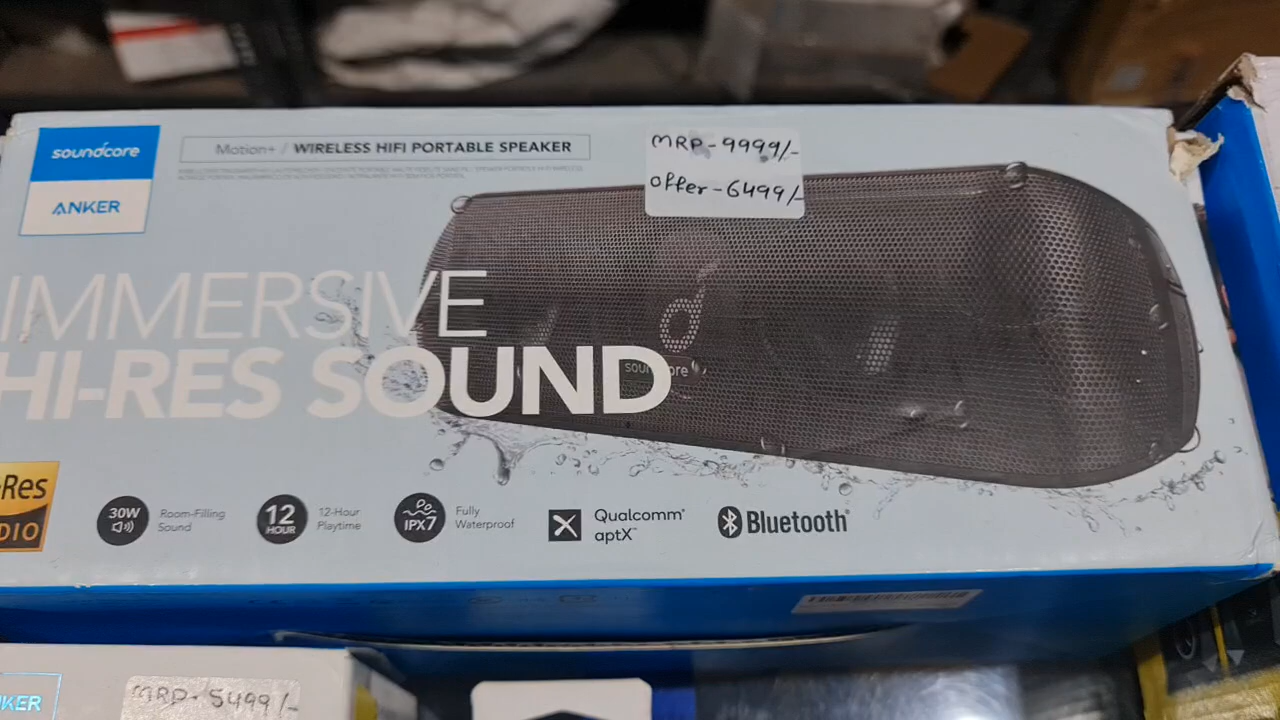 soundcore
ANKER
Motion+ / WIRELESS HIFI PORTABLE SPEAKER
MRP-9999/-
Offer-6499/-
IMMERSIVE
HI-RES SOUND
soundcore
-Res
DIO
30W
Room-Filling
Sound
12
HOUR
12-Hour
Playtime
IPX7
Fully
Waterproof
Qualcomm®
aptX™
Bluetooth®
KER
MRP- 5499/-